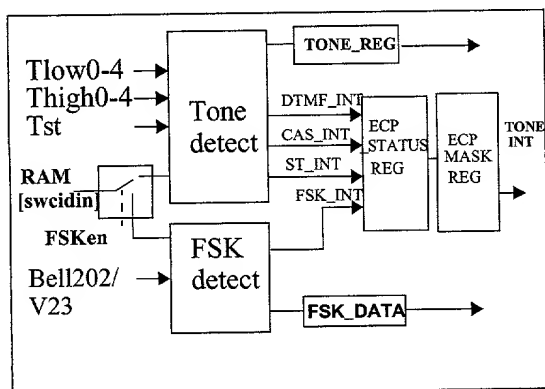 TONE_REG
Tlow0-4
Thigh0-4
Tst
Tone
detect
DTMF_INT
CAS_INT
ST_INT
FSK_INT
ECP
STATUS
REG
ECP
MASK
REG
TONE
INT
RAM
[swcidin]
FSKen
FSK
detect
Bell202/
V23
FSK_DATA